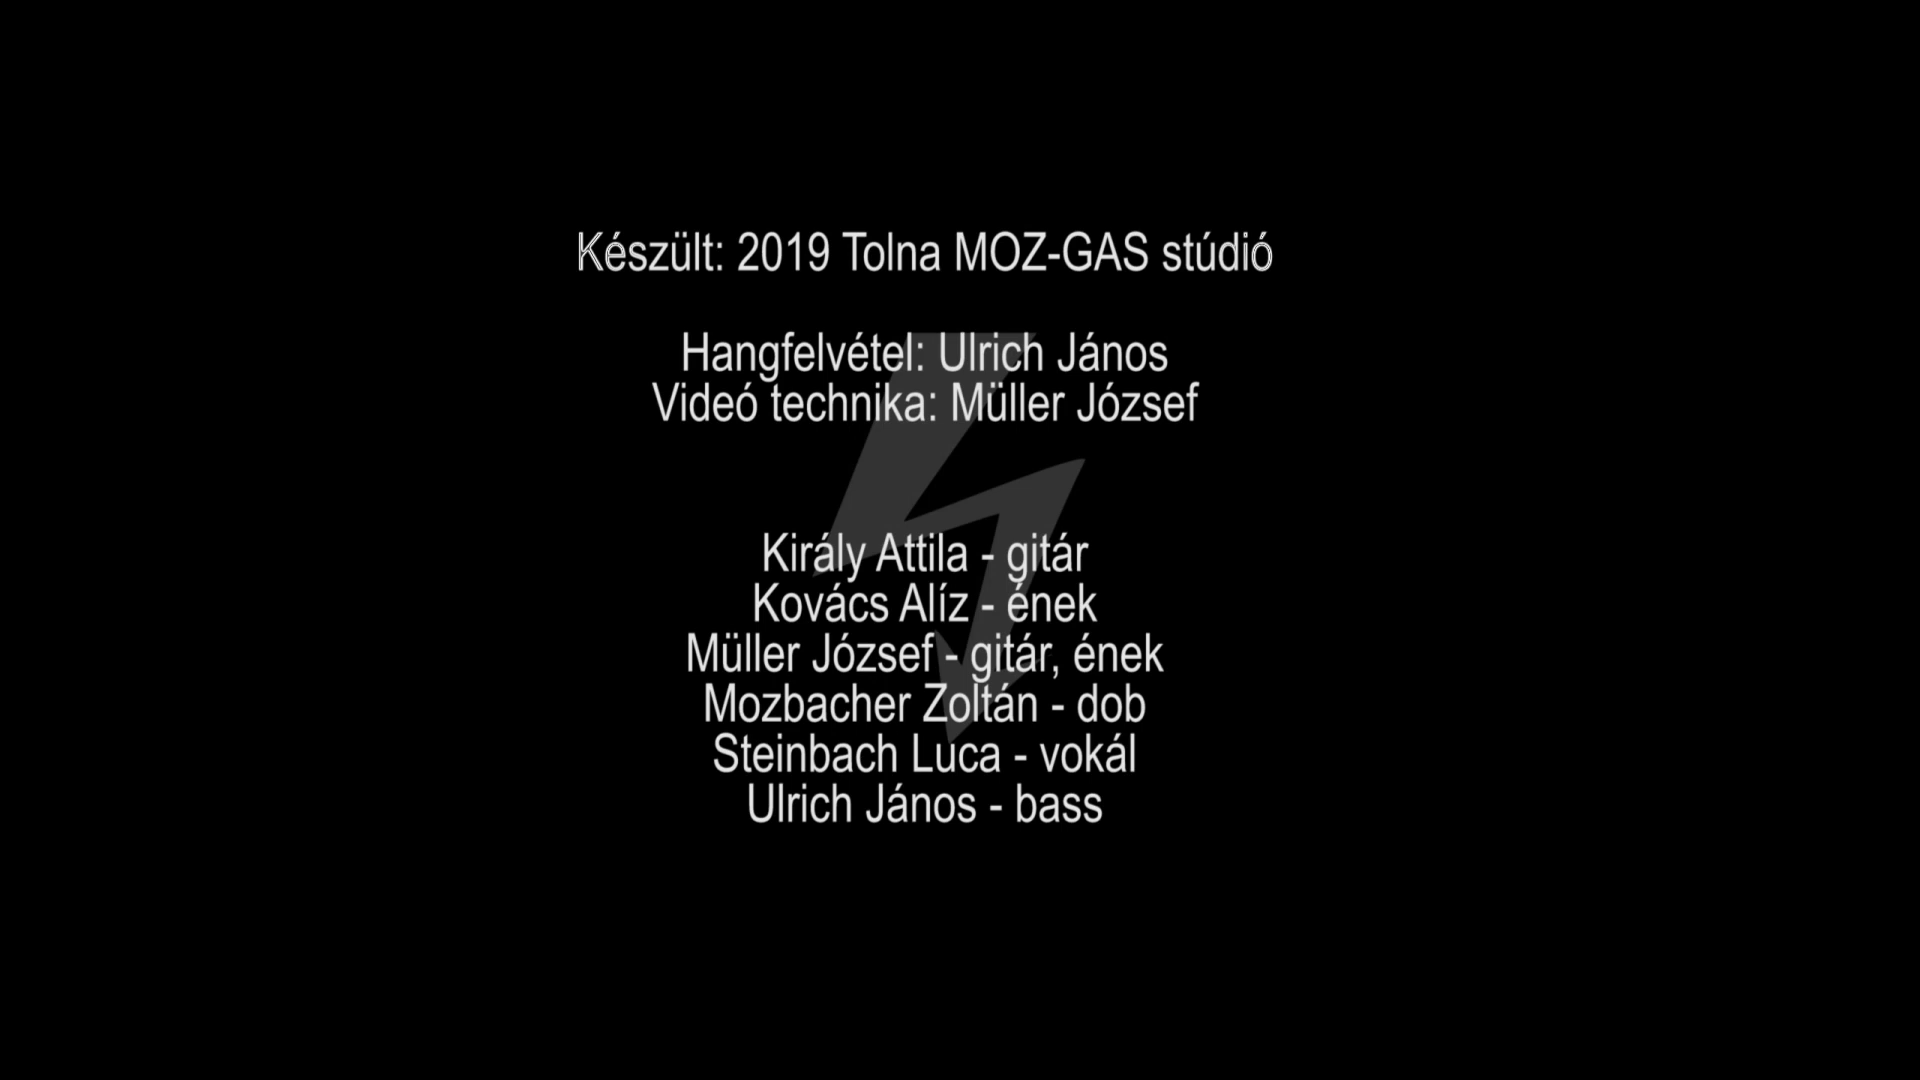 Készült: 2019 Tolna MOZ-GAS stúdió
Hangfelvétel: Ulrich János
Videó technika: Müller József
Király Attila - gitár
Kovács Alíz - ének
Müller József - gitár, ének
Mozbacher Zoltán - dob
Steinbach Luca - vokál
Ulrich János - bass